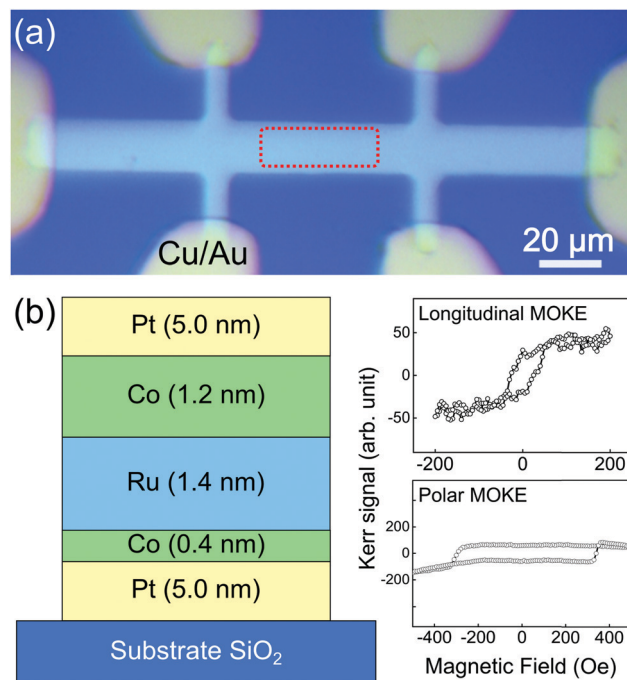 (a)
Cu/Au
20 μm
(b)
Pt (5.0 nm)
Co (1.2 nm)
Ru (1.4 nm)
Co (0.4 nm)
Pt (5.0 nm)
Substrate SiO2
Kerr signal (arb. unit)
Longitudinal MOKE
50
0
-50
-200
0
200
Polar MOKE
200
0
-200
-400
-200
0
200
400
Magnetic Field (Oe)